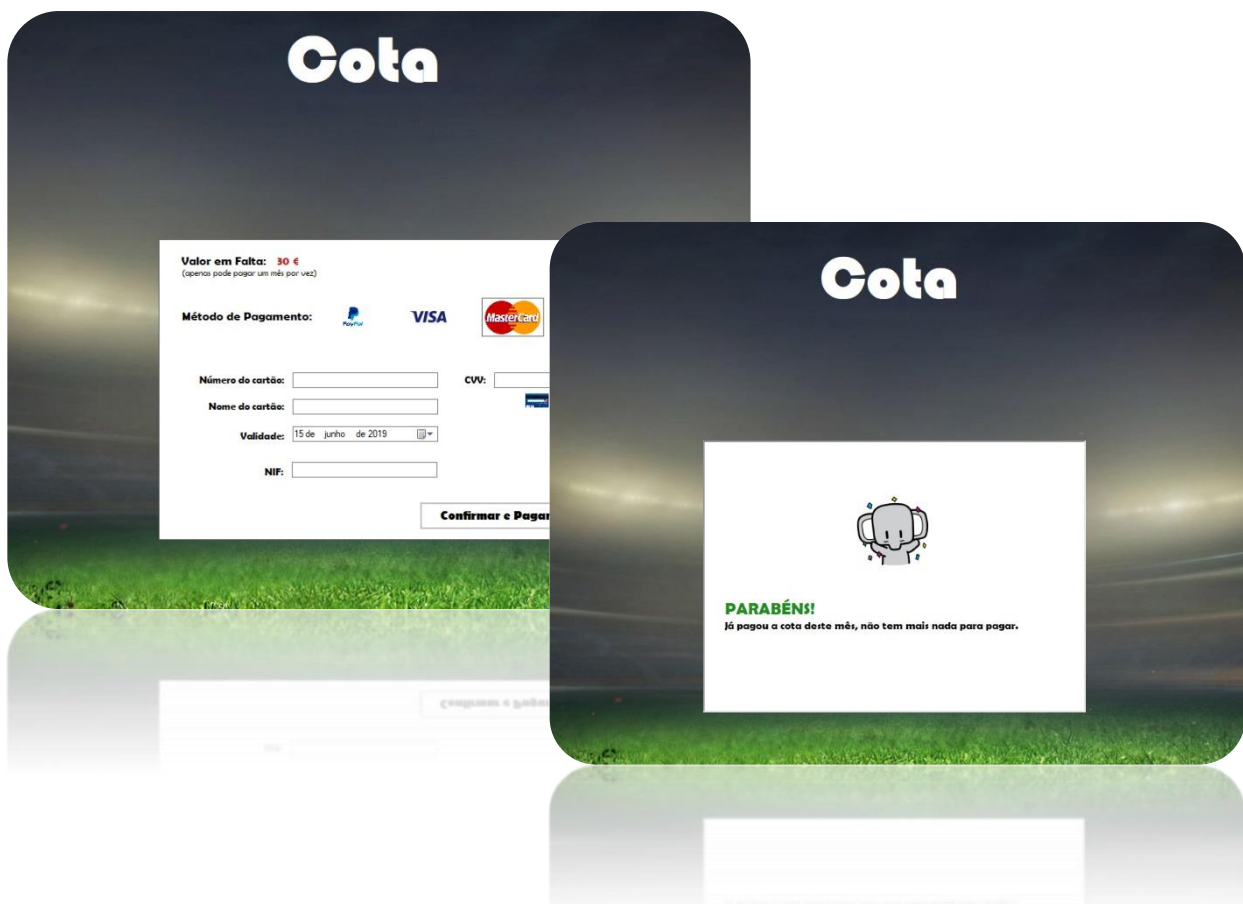 Cota
Valor em Falta: 30 €
(apenas pode pagar um mês por vez)
Método de Pagamento:
PayPal
VISA
MasterCard
Número do cartão:
CVV:
Nome do cartão:
Validade: 15 de junho de 2019
NIF:
Confirmar e Pagar
Cota
PARABÉNS!
Já pagou a cota deste mês, não tem mais nada para pagar.